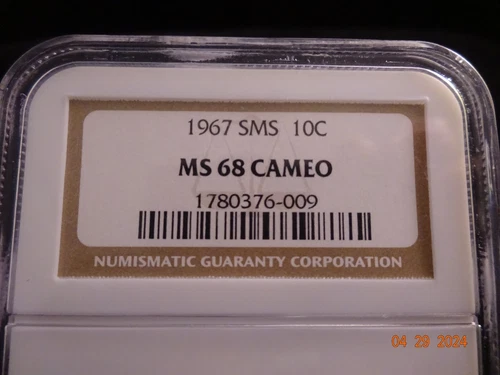 1967 SMS 10C
MS 68 CAMEO
1780376-009
NUMISMATIC GUARANTY CORPORATION
04 29 2024